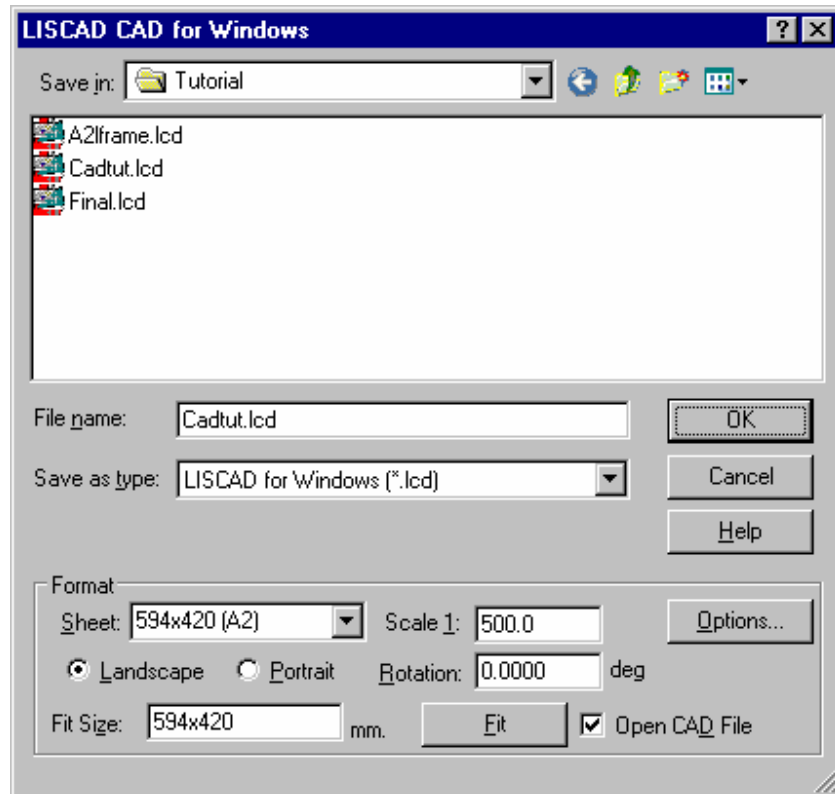 LISCAD CAD for Windows
Save in: Tutorial
A2lframe.lcd
Cadtut.lcd
Final.lcd
File name: Cadtut.lcd OK
Save as type: LISCAD for Windows (*.lcd) Cancel
Help
Format
Sheet: 594x420 (A2) Scale 1: 500.0 Options...
Landscape Portrait Rotation: 0.0000 deg
Fit Size: 594x420 mm. Fit Open CAD File